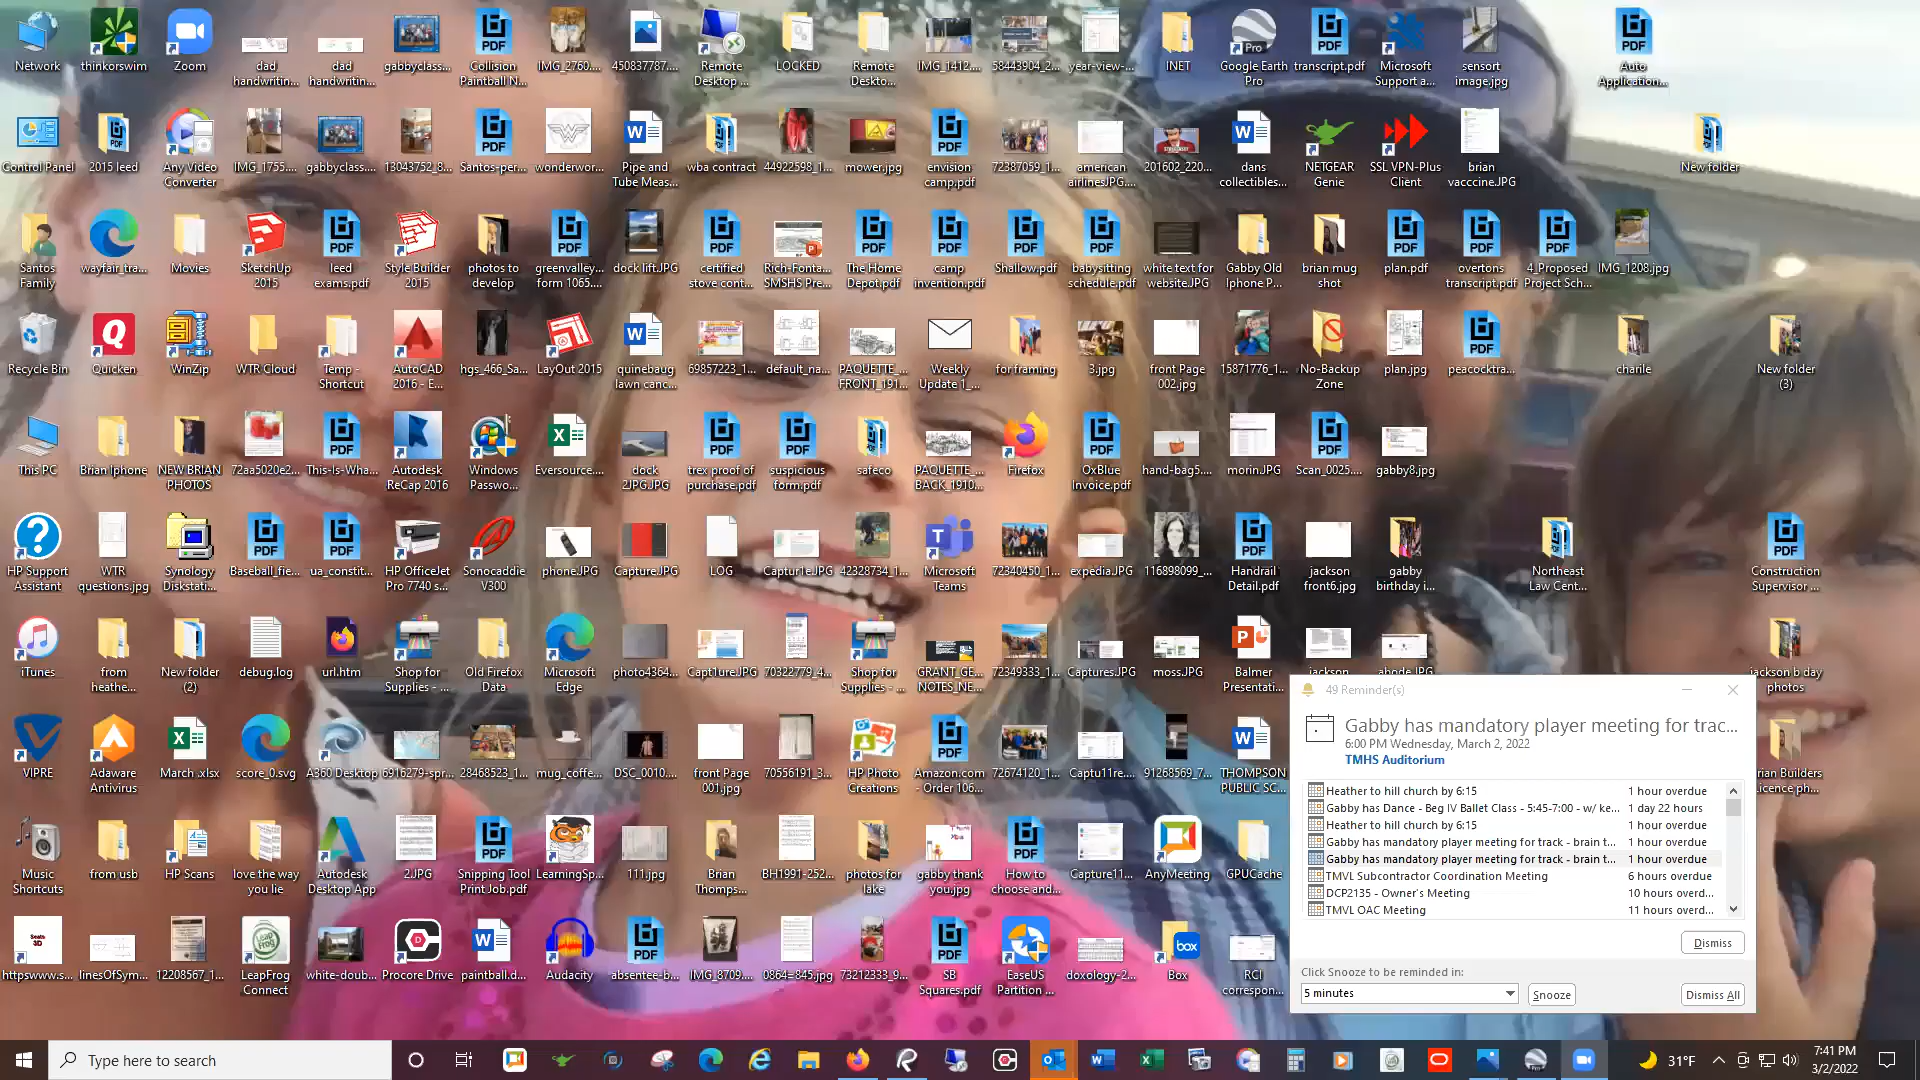 Network
thinkorswim
Zoom
dad
handwritin...
dad
handwritin...
gabbyclass...
Collision
Paintball N...
IMG_2760....
450837787....
Remote
Desktop ...
LOCKED
Remote
Deskto...
IMG_1412....
58443904_2...
year-view-...
INET
Google Earth
Pro
transcript.pdf
Microsoft
Support a...
sensort
image.jpg
Auto
Application...
Control Panel
2015 leed
Any Video
Converter
IMG_1755....
gabbyclass....
13043752_8...
Santos-per...
wonderwor...
Pipe and
Tube Meas...
wba contract
44922598_1...
mower.jpg
envision
camp.pdf
72387059_1...
american
airlinesJPG....
201602_220...
dans
collectibles...
NETGEAR
Genie
SSL VPN-Plus
Client
brian
vacccine.JPG
New folder
Santos
Family
wayfair_tra...
Movies
SketchUp
2015
leed
exams.pdf
Style Builder
2015
photos to
develop
greenvalley...
form 1065....
dock lift.JPG
certified
stove cont...
Rich-Fonta...
SMSHS Pre...
The Home
Depot.pdf
camp
invention.pdf
Shallow.pdf
babysitting
schedule.pdf
white text for
website.JPG
Gabby Old
Iphone P...
brian mug
shot
plan.pdf
overtons
transcript.pdf
4_Proposed
Project Sch...
IMG_1208.jpg
Recycle Bin
Quicken
WinZip
WTR Cloud
Temp -
Shortcut
AutoCAD
2016 - E...
hgs_466_Sa...
LayOut 2015
quinebaug
lawn canc...
69857223_1...
default_na...
PAQUETTE_...
FRONT_191...
Weekly
Update 1_...
for framing
3.jpg
front Page
002.jpg
15871776_1...
No-Backup
Zone
plan.jpg
peacocktra...
charile
New folder
(3)
This PC
Brian Iphone
NEW BRIAN
PHOTOS
72aa5020e2...
This-Is-Wha...
Autodesk
ReCap 2016
Windows
Passwo...
Eversource....
dock
2JPG.JPG
trex proof of
purchase.pdf
suspicious
form.pdf
safeco
PAQUETTE_...
BACK_1910...
Firefox
OxBlue
Invoice.pdf
hand-bag5....
morin.JPG
Scan_0025....
gabby8.jpg
HP Support
Assistant
WTR
questions.jpg
Synology
Diskstati...
Baseball_fie...
ua_constit...
HP OfficeJet
Pro 7740 s...
Sonocaddie
V300
phone.JPG
Capture.JPG
LOG
Captur1e.JPG
42328734_1...
Microsoft
Teams
72340450_1...
expedia.JPG
116898099_...
Handrail
Detail.pdf
jackson
front6.jpg
gabby
birthday i...
Northeast
Law Cent...
Construction
Supervisor ...
iTunes
from
heathe...
New folder
(2)
debug.log
url.htm
Shop for
Supplies - ...
Old Firefox
Data
Microsoft
Edge
photo4364...
Capt1ure.JPG
70322779_4...
Shop for
Supplies - ...
GRANT_GE...
NOTES_NE...
72349333_1...
Captures.JPG
moss.JPG
Balmer
Presentati...
jackson
abode.JPG
jackson b day
photos
VIPRE
Adaware
Antivirus
March .xlsx
score_0.svg
A360 Desktop
6916279-spr...
28468523_1...
mug_coffe...
DSC_0010....
front Page
001.jpg
70556191_3...
HP Photo
Creations
Amazon.com
- Order 106...
72674120_1...
Captu11re....
91268569_7...
THOMPSON
PUBLIC SC...
rian Builders
icence ph...
Music
Shortcuts
from usb
HP Scans
love the way
you lie
Autodesk
Desktop App
2.JPG
Snipping Tool
Print Job.pdf
LearningSp...
111.jpg
Brian
Thomps...
BH1991-252...
photos for
lake
gabby thank
you.jpg
How to
choose and...
Capture11...
AnyMeeting
GPUCache
httpswww.s...
linesOfSym...
12208567_1...
LeapFrog
Connect
white-doub...
Procore Drive
paintball.d...
Audacity
absentee-b...
IMG_8709....
0864=845.jpg
73212333_9...
SB
Squares.pdf
EaseUS
Partition ...
doxology-2...
Box
RCI
correspon...
49 Reminder(s)
Gabby has mandatory player meeting for trac...
6:00 PM Wednesday, March 2, 2022
TMHS Auditorium
Heather to hill church by 6:15 1 hour overdue
Gabby has Dance - Beg IV Ballet Class - 5:45-7:00 - w/ ke... 1 day 22 hours
Heather to hill church by 6:15 1 hour overdue
Gabby has mandatory player meeting for track - brain t... 1 hour overdue
Gabby has mandatory player meeting for track - brain t... 1 hour overdue
TMVL Subcontractor Coordination Meeting 6 hours overdue
DCP2135 - Owner's Meeting 10 hours overd...
TMVL OAC Meeting 11 hours overd...
Dismiss
Click Snooze to be reminded in:
5 minutes
Snooze
Dismiss All
Type here to search
31°F
7:41 PM
3/2/2022